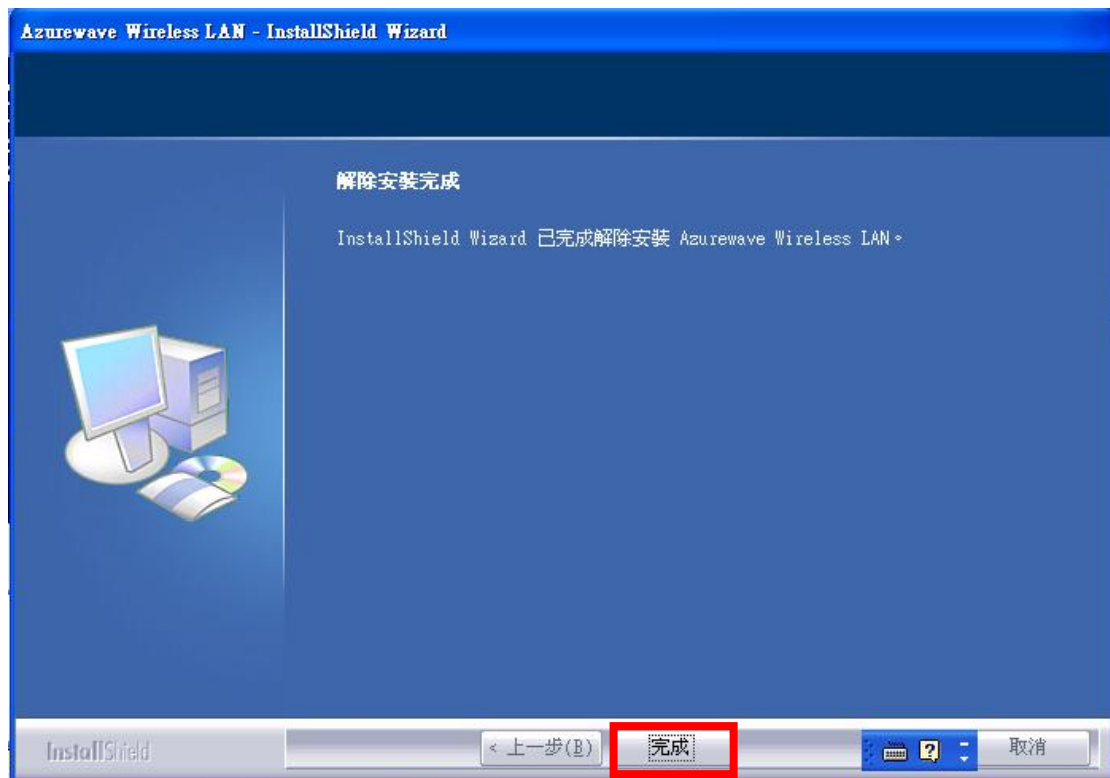 Azurewave Wireless LAN - InstallShield Wizard
解除安裝完成
InstallShield Wizard 已完成解除安裝 Azurewave Wireless LAN。
InstallShield
< 上一步(B)
完成
取消